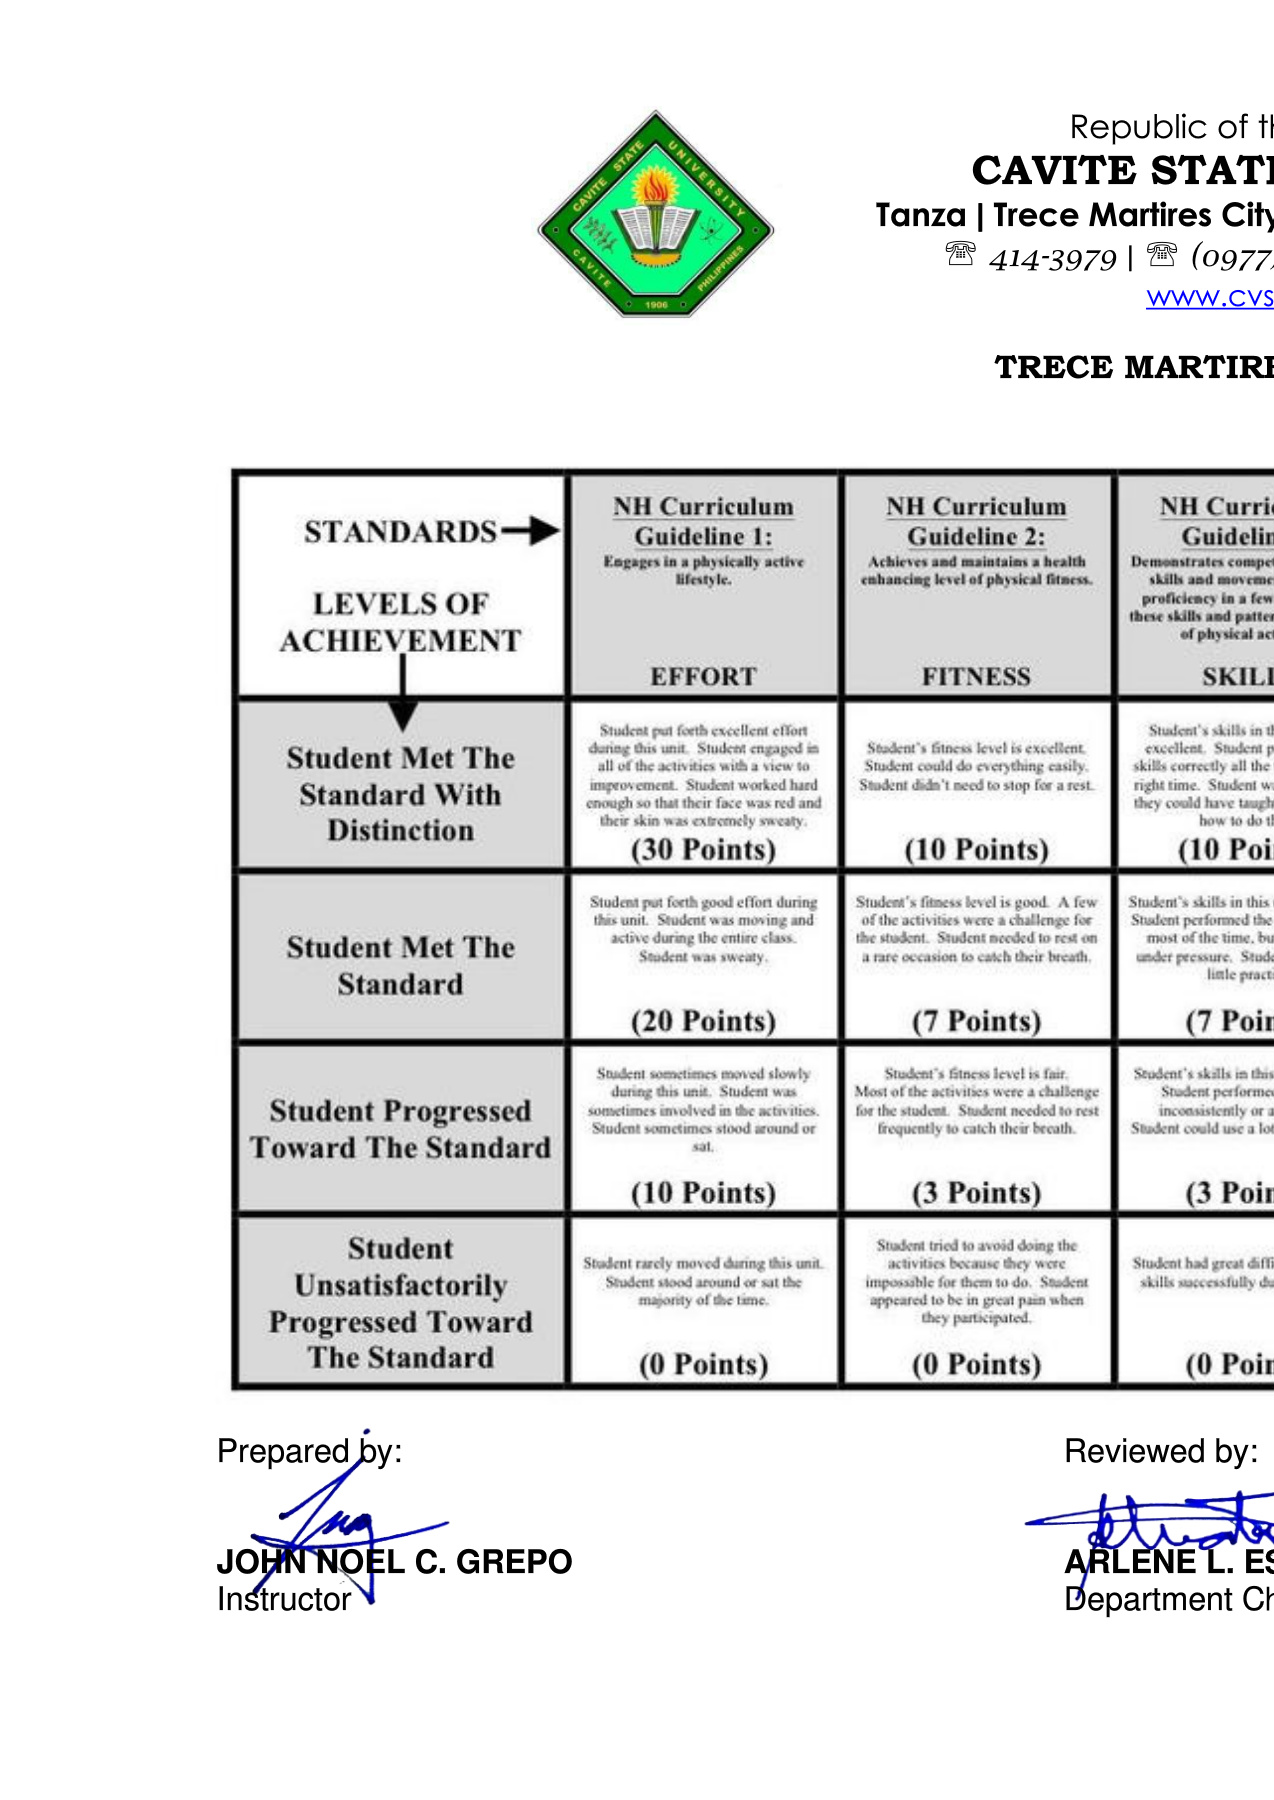 CAVITE STATE UNIVERSITY
CAVITE
PHILIPPINES
1906
Republic of th
CAVITE STATE
Tanza | Trece Martires City
☏ 414-3979 | ☏ (0977)
www.cvs
TRECE MARTIRE
STANDARDS
LEVELS OF
ACHIEVEMENT
NH Curriculum
Guideline 1:
Engages in a physically active
lifestyle.
EFFORT
NH Curriculum
Guideline 2:
Achieves and maintains a health
enhancing level of physical fitness.
FITNESS
NH Curric
Guidelin
Demonstrates compet
skills and moveme
proficiency in a few
these skills and patter
of physical act
SKILL
Student Met The
Standard With
Distinction
Student put forth excellent effort
during this unit. Student engaged in
all of the activities with a view to
improvement. Student worked hard
enough so that their face was red and
their skin was extremely sweaty.
(30 Points)
Student's fitness level is excellent.
Student could do everything easily.
Student didn't need to stop for a rest.
(10 Points)
Student's skills in th
excellent. Student p
skills correctly all the
right time. Student wa
they could have taugh
how to do th
(10 Poi
Student Met The
Standard
Student put forth good effort during
this unit. Student was moving and
active during the entire class.
Student was sweaty.
(20 Points)
Student's fitness level is good. A few
of the activities were a challenge for
the student. Student needed to rest on
a rare occasion to catch their breath.
(7 Points)
Student's skills in this
Student performed the
most of the time, bu
under pressure. Stude
little practi
(7 Poin
Student Progressed
Toward The Standard
Student sometimes moved slowly
during this unit. Student was
sometimes involved in the activities.
Student sometimes stood around or
sat.
(10 Points)
Student's fitness level is fair.
Most of the activities were a challenge
for the student. Student needed to rest
frequently to catch their breath.
(3 Points)
Student's skills in this
Student performed
inconsistently or a
Student could use a lot
(3 Poin
Student
Unsatisfactorily
Progressed Toward
The Standard
Student rarely moved during this unit.
Student stood around or sat the
majority of the time.
(0 Points)
Student tried to avoid doing the
activities because they were
impossible for them to do. Student
appeared to be in great pain when
they participated.
(0 Points)
Student had great diffi
skills successfully du
(0 Poin
Prepared by:
JOHN NOEL C. GREPO
Instructor
Reviewed by:
ARLENE L. ES
Department Ch